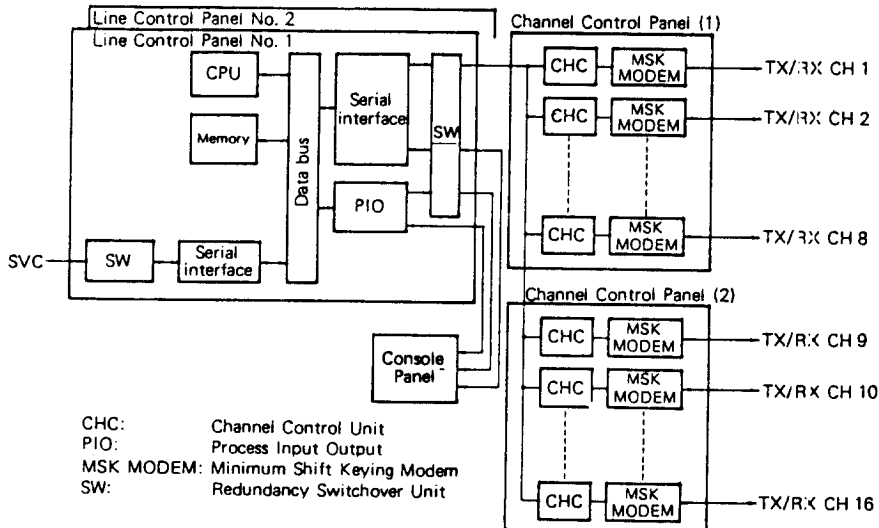 Line Control Panel No. 2
Line Control Panel No. 1
CPU
Memory
Data bus
Serial
interface
SW
PIO
SVC
SW
Serial
interface
Console
Panel
Channel Control Panel (1)
CHC
MSK
MODEM
TX/RX CH 1
CHC
MSK
MODEM
TX/RX CH 2
CHC
MSK
MODEM
TX/RX CH 8
Channel Control Panel (2)
CHC
MSK
MODEM
TX/RX CH 9
CHC
MSK
MODEM
TX/RX CH 10
CHC
MSK
MODEM
TX/RX CH 16
CHC: Channel Control Unit
PIO: Process Input Output
MSK MODEM: Minimum Shift Keying Modem
SW: Redundancy Switchover Unit